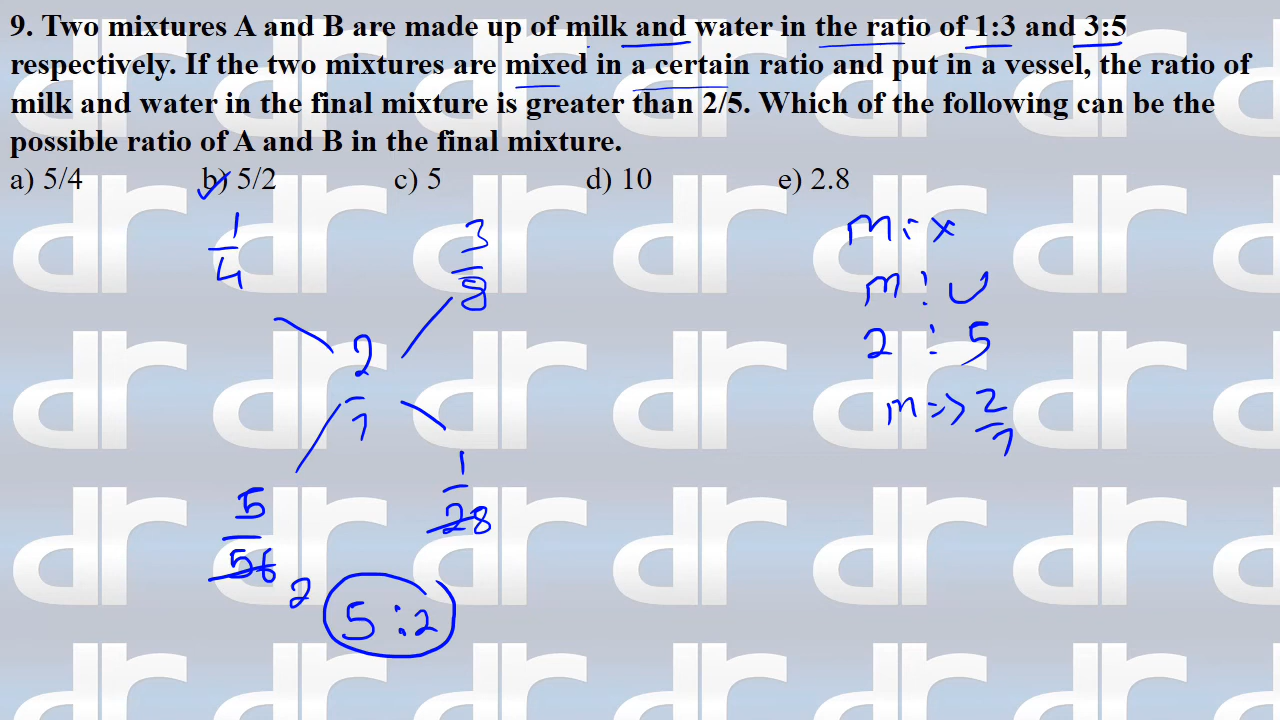 9. Two mixtures A and B are made up of milk and water in the ratio of 1:3 and 3:5
respectively. If the two mixtures are mixed in a certain ratio and put in a vessel, the ratio of
milk and water in the final mixture is greater than 2/5. Which of the following can be the
possible ratio of A and B in the final mixture.
a) 5/4 b) 5/2 c) 5 d) 10 e) 2.8
1/4 3/8
m : x
m : w
2/7 2 : 5
m => 2/7
5/56 1/28
2
5 : 2
dr